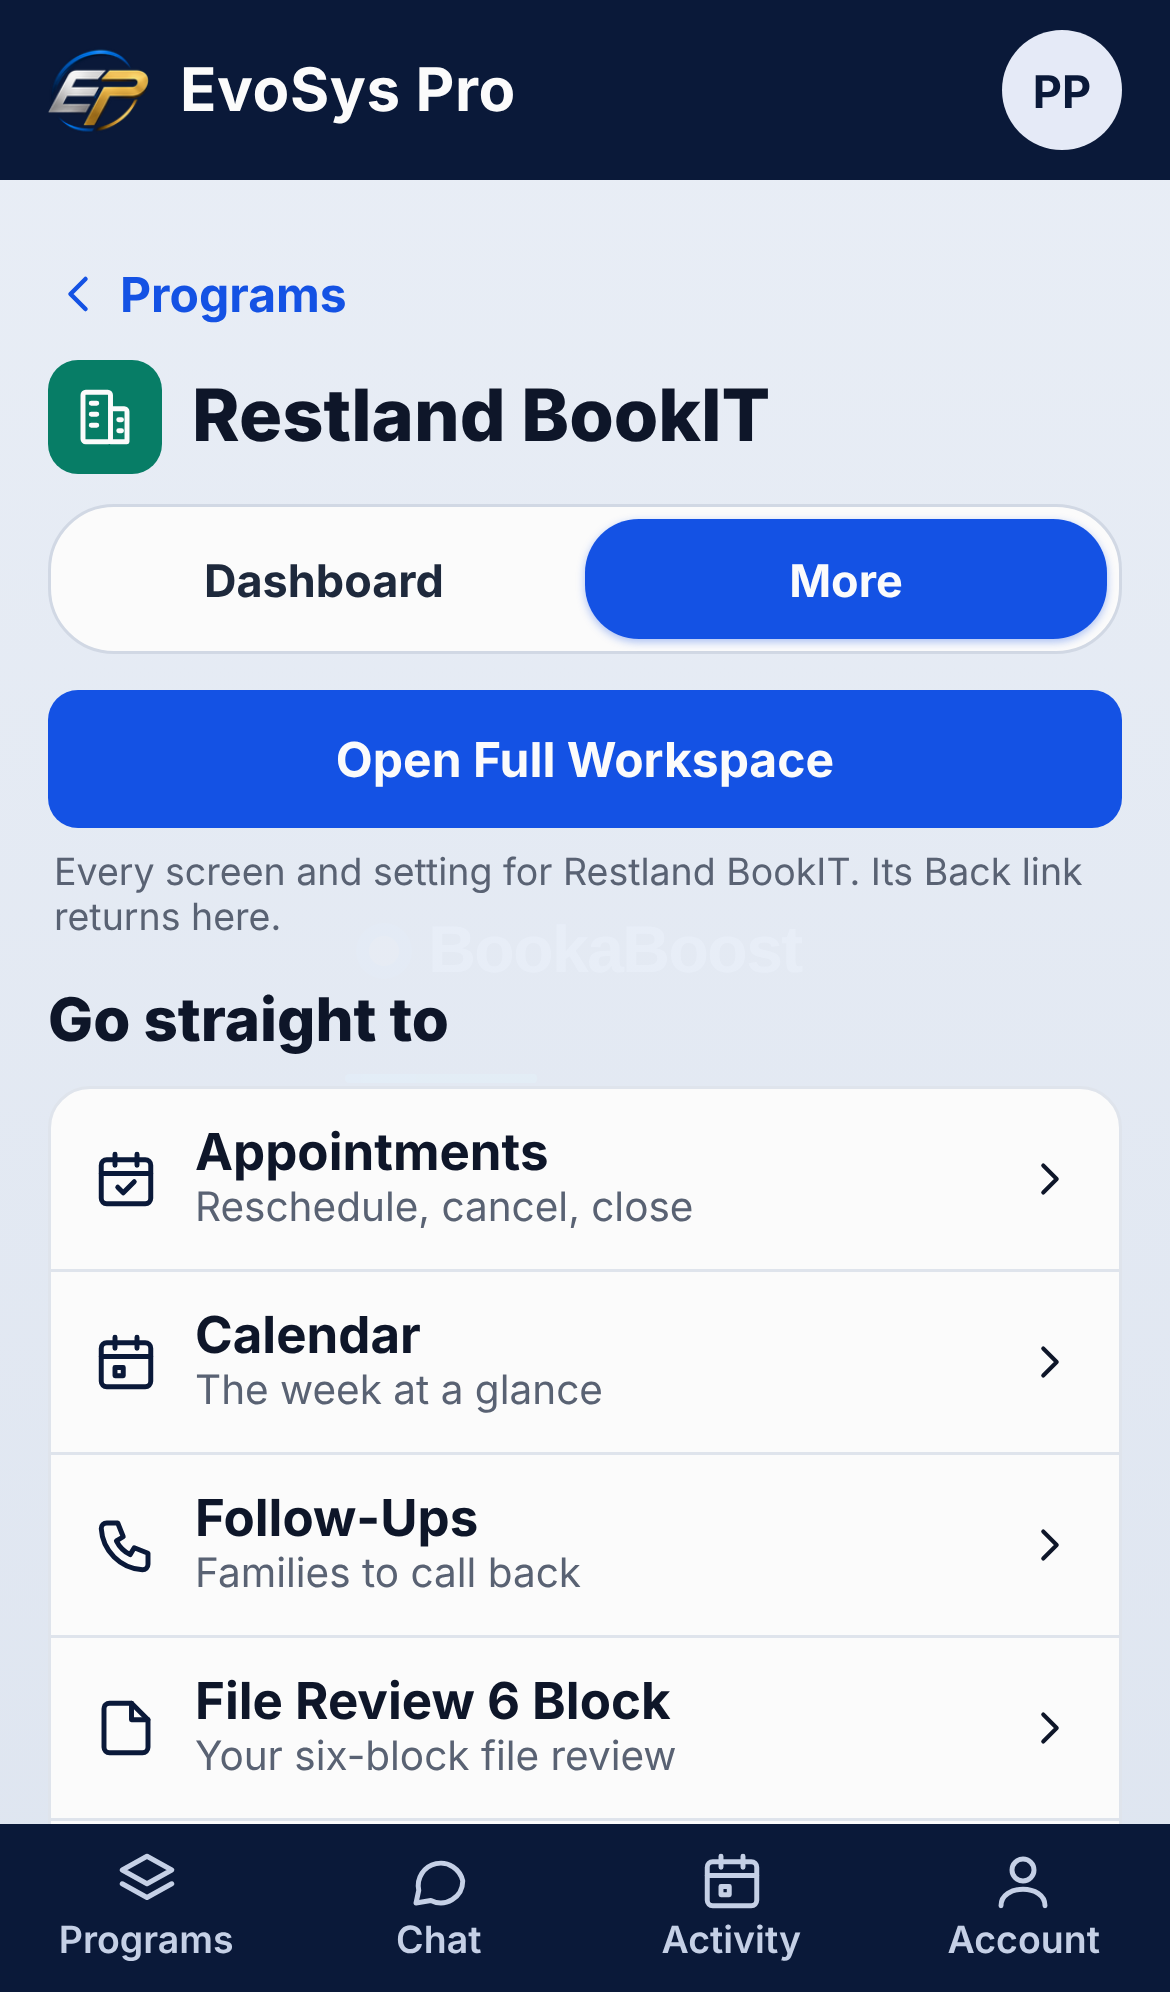 EP EvoSys Pro
PP
Programs
Restland BookIT
Dashboard
More
Open Full Workspace
Every screen and setting for Restland BookIT. Its Back link
returns here.
BookaBoost
Go straight to
Appointments
Reschedule, cancel, close
Calendar
The week at a glance
Follow-Ups
Families to call back
File Review 6 Block
Your six-block file review
Programs
Chat
Activity
Account